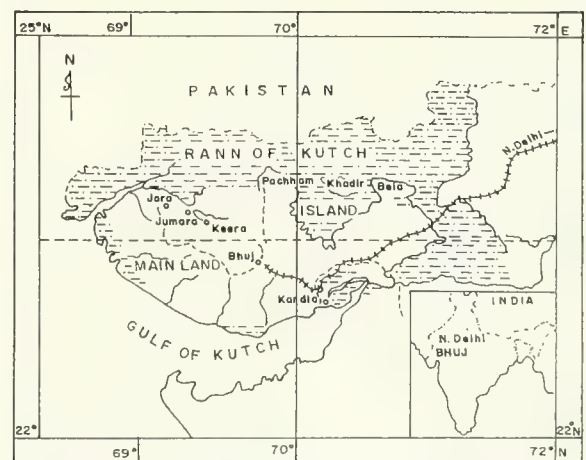 25°N 69° 70° 72° E
N
PAKISTAN
N. Delhi
RANN OF KUTCH
Pachham Khadir Bela
Jara
ISLAND
Jumara
Keera
Bhuj
MAIN LAND
Kandla
INDIA
GULF OF KUTCH
N. Delhi
BHUJ
22° 22°N
69° 70° 72° N